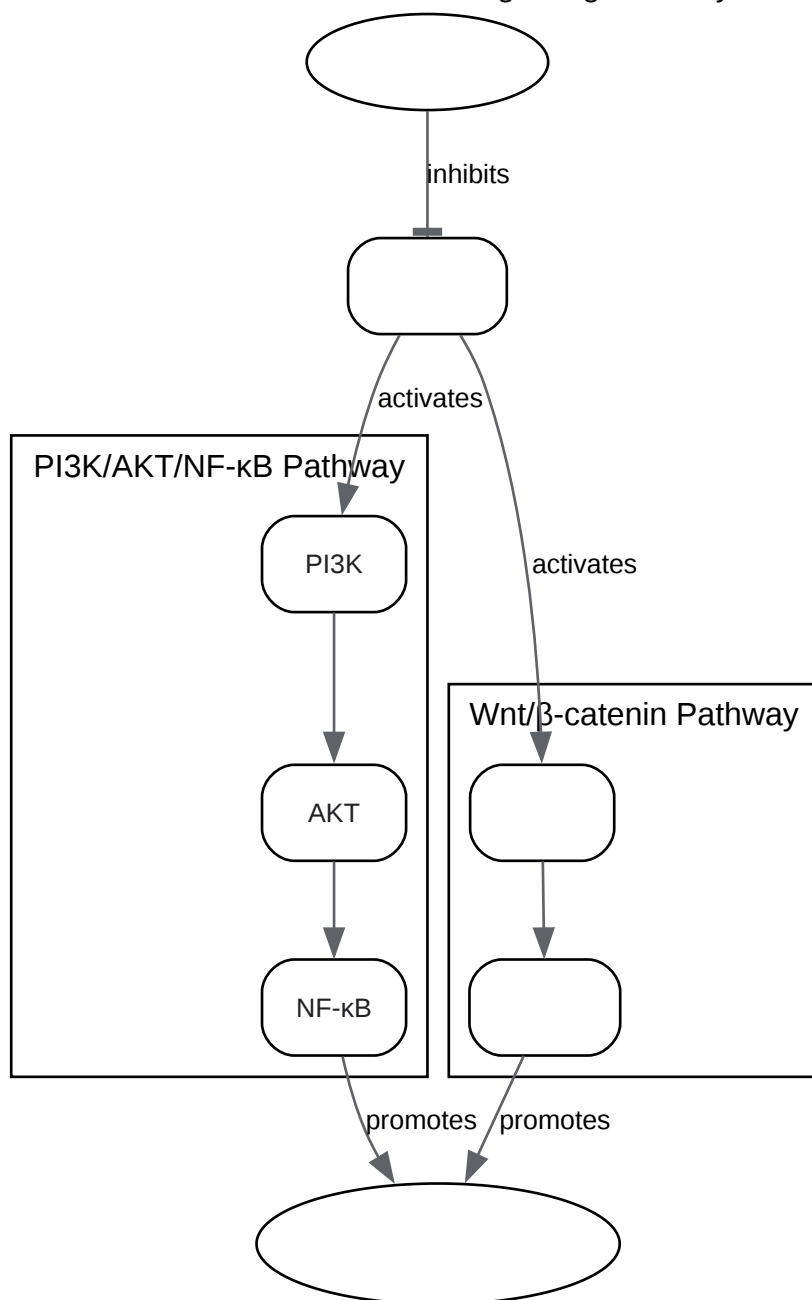 inhibits
activates
PI3K/AKT/NF-κB Pathway
PI3K
activates
Wnt/β-catenin Pathway
AKT
NF-κB
promotes
promotes